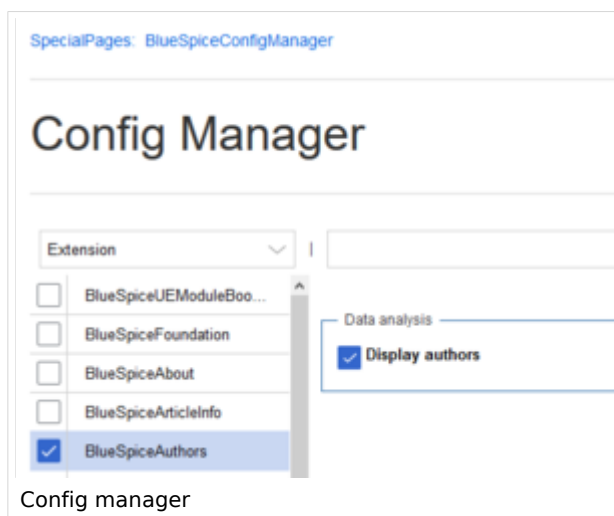 SpecialPages: BlueSpiceConfigManager
Config Manager
Extension
BlueSpiceUEModuleBoo...
BlueSpiceFoundation
BlueSpiceAbout
BlueSpiceArticleInfo
BlueSpiceAuthors
Data analysis
Display authors
Config manager